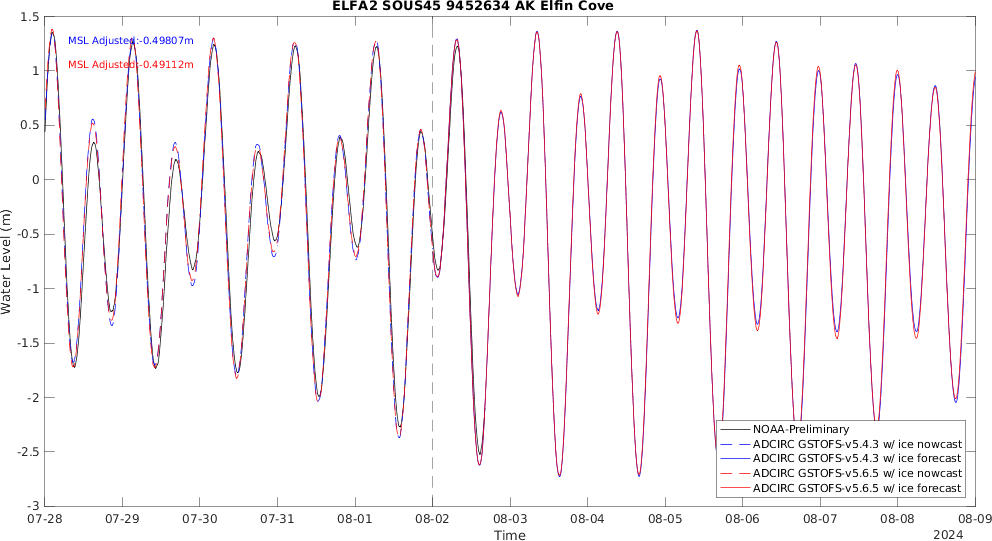 ELFA2 SOUS45 9452634 AK Elfin Cove
1.5
MSL Adjusted:-0.49807m
MSL Adjusted:-0.49112m
1
0.5
0
-0.5
-1
-1.5
-2
-2.5
-3
Water Level (m)
NOAA-Preliminary
ADCIRC GSTOFS-v5.4.3 w/ ice nowcast
ADCIRC GSTOFS-v5.4.3 w/ ice forecast
ADCIRC GSTOFS-v5.6.5 w/ ice nowcast
ADCIRC GSTOFS-v5.6.5 w/ ice forecast
07-28 07-29 07-30 07-31 08-01 08-02 08-03 08-04 08-05 08-06 08-07 08-08 08-09
Time
2024